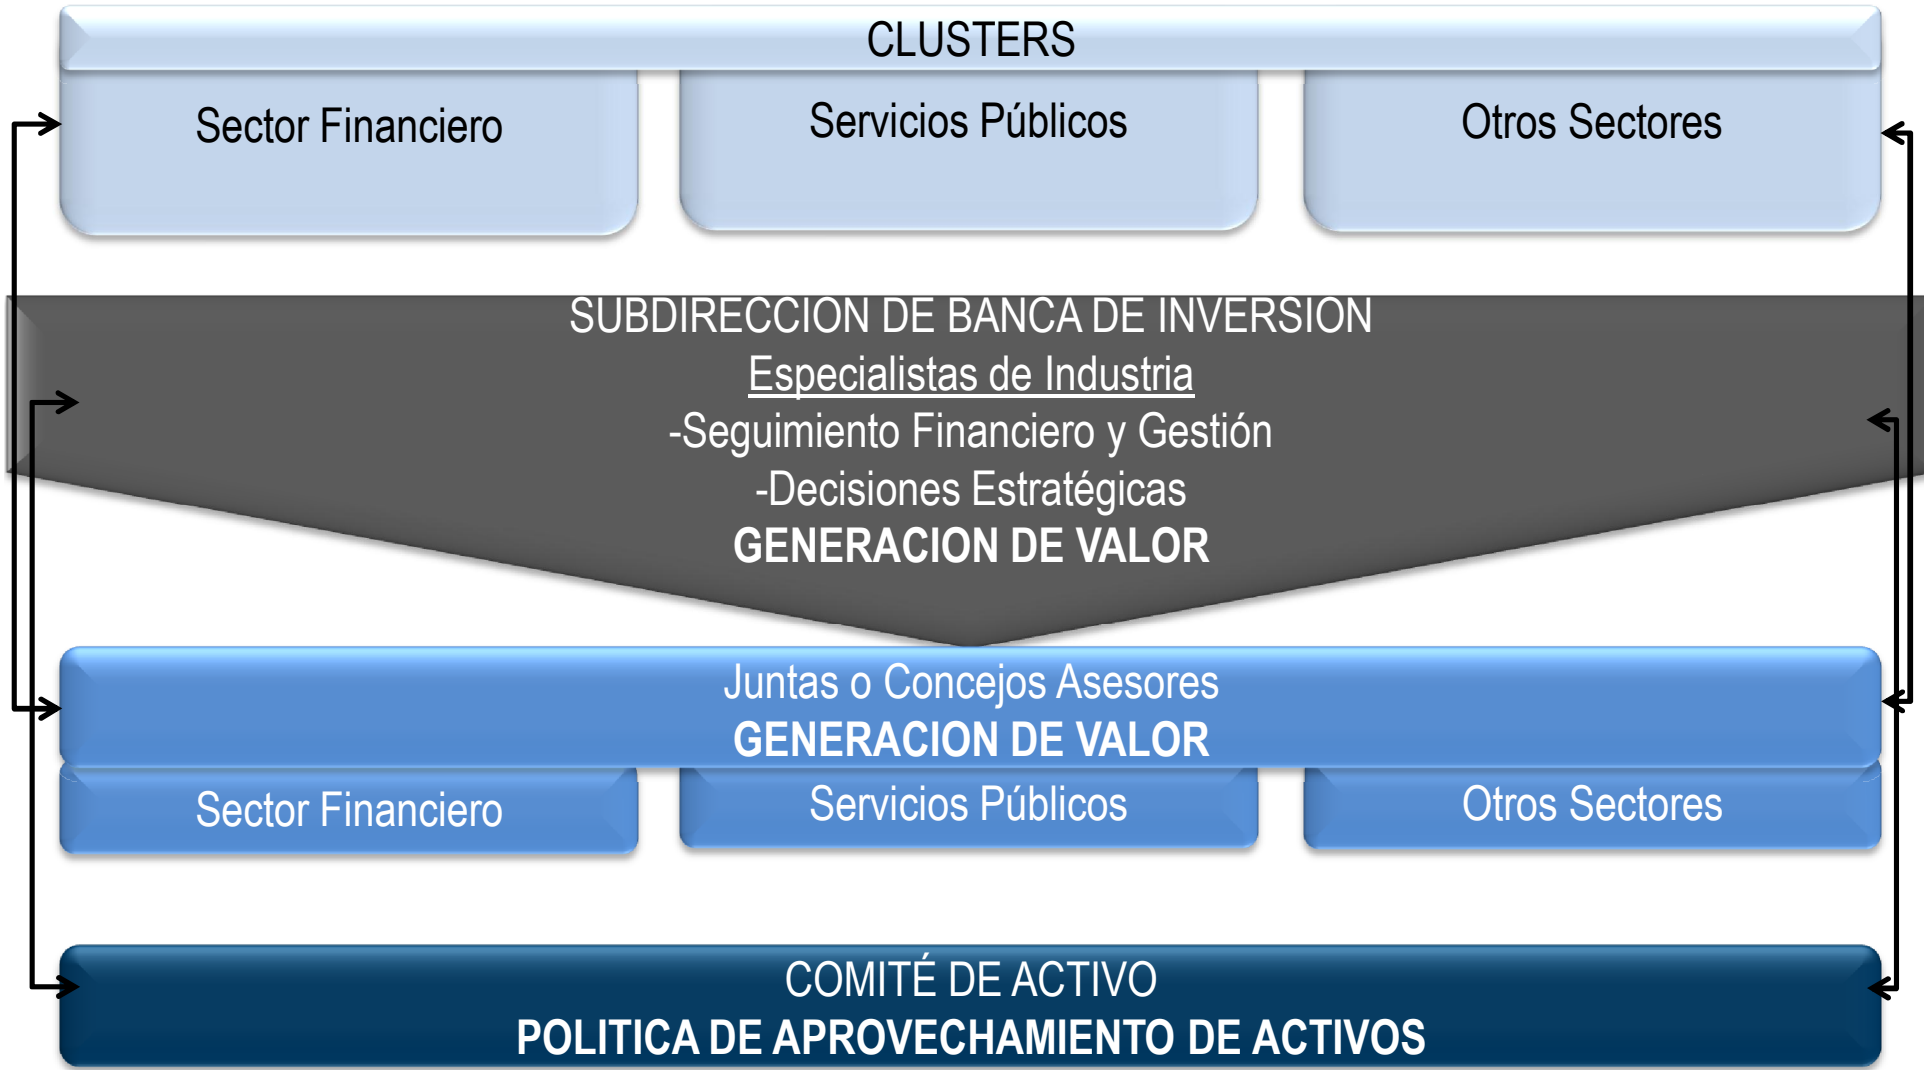 CLUSTERS
Sector Financiero
Servicios Públicos
Otros Sectores
SUBDIRECCION DE BANCA DE INVERSION
Especialistas de Industria
-Seguimiento Financiero y Gestión
-Decisiones Estratégicas
GENERACION DE VALOR
Juntas o Concejos Asesores
GENERACION DE VALOR
Sector Financiero
Servicios Públicos
Otros Sectores
COMITÉ DE ACTIVO
POLITICA DE APROVECHAMIENTO DE ACTIVOS